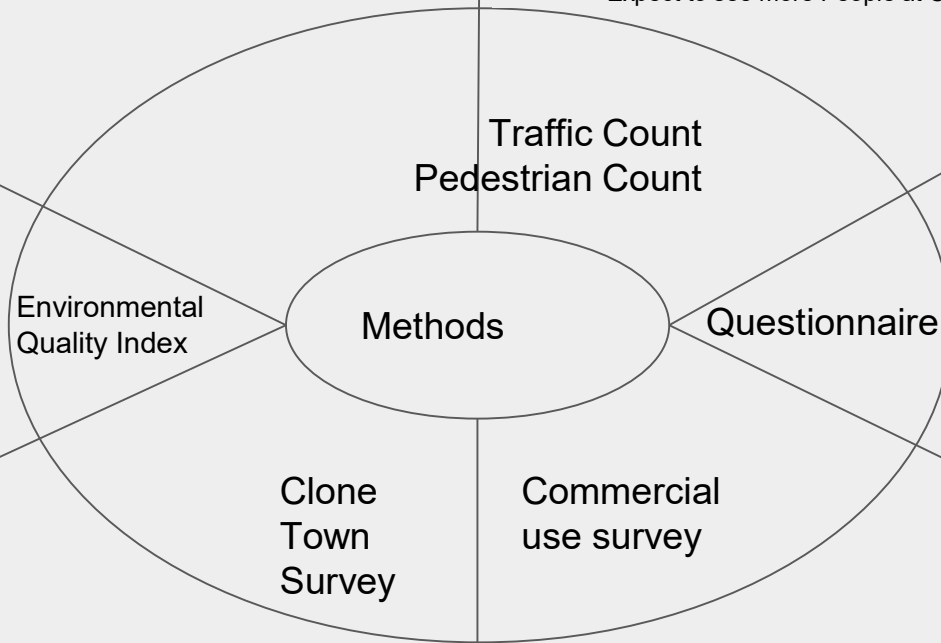 Traffic Count
Pedestrian Count
Environmental
Quality Index
Methods
Questionnaire
Clone
Town
Survey
Commercial
use survey